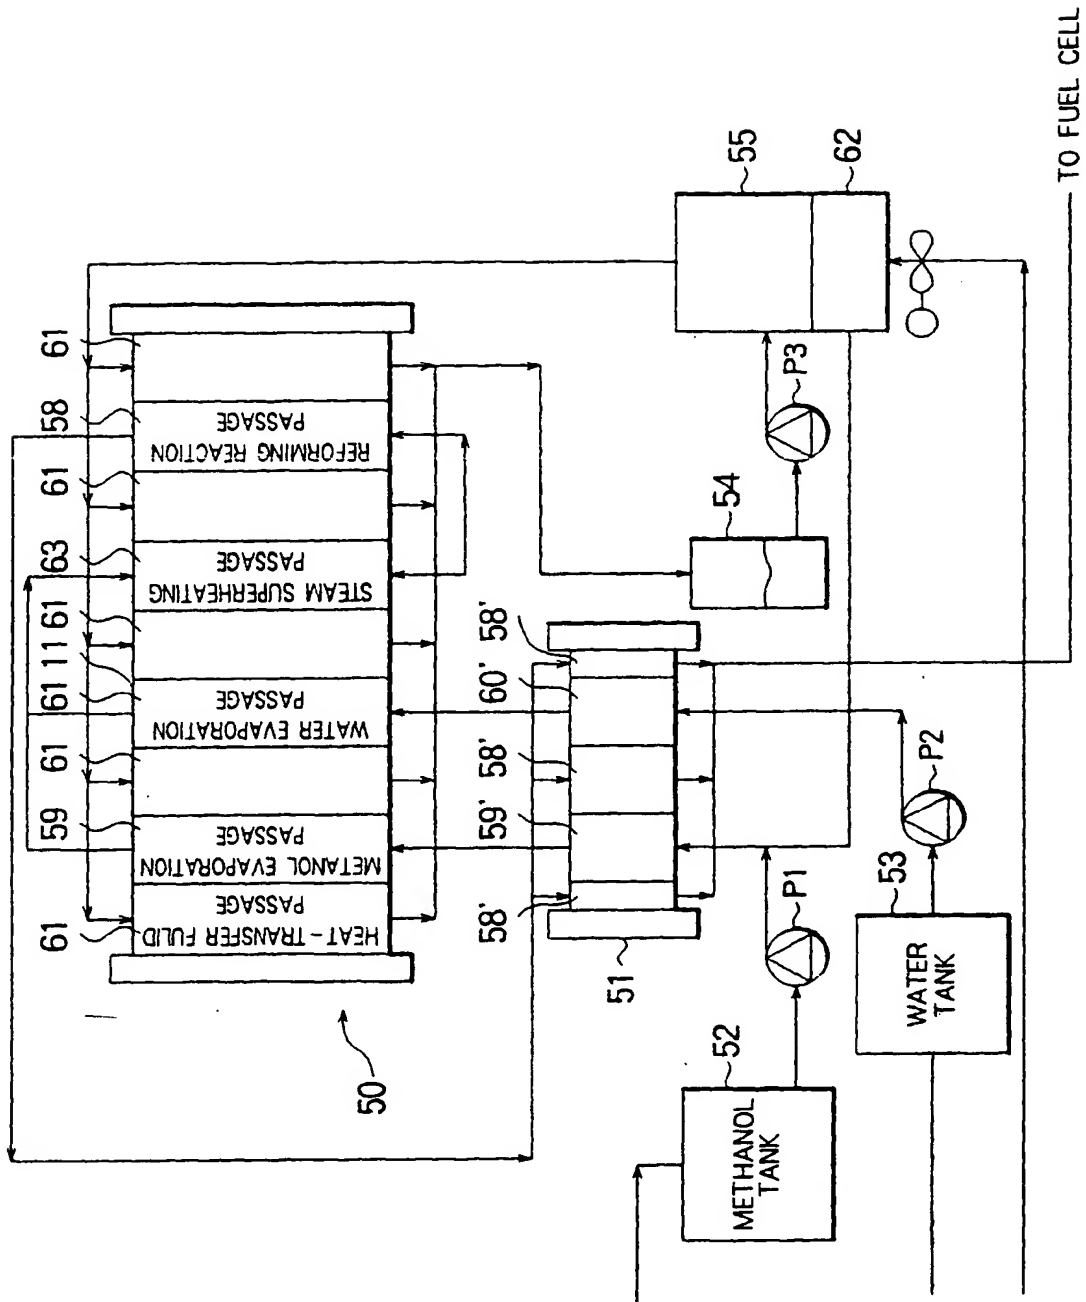 TO FUEL CELL
61
58
61
63
61
11
61
61
59
61
REFORMING REACTION
PASSAGE
STEAM SUPERHEATING
PASSAGE
WATER EVAPORATION
PASSAGE
METANOL EVAPORATION
PASSAGE
HEAT-TRANSFER FULID
PASSAGE
50
55
62
P3
54
58'
60'
58'
59'
58'
51
P2
P1
53
WATER
TANK
52
METHANOL
TANK